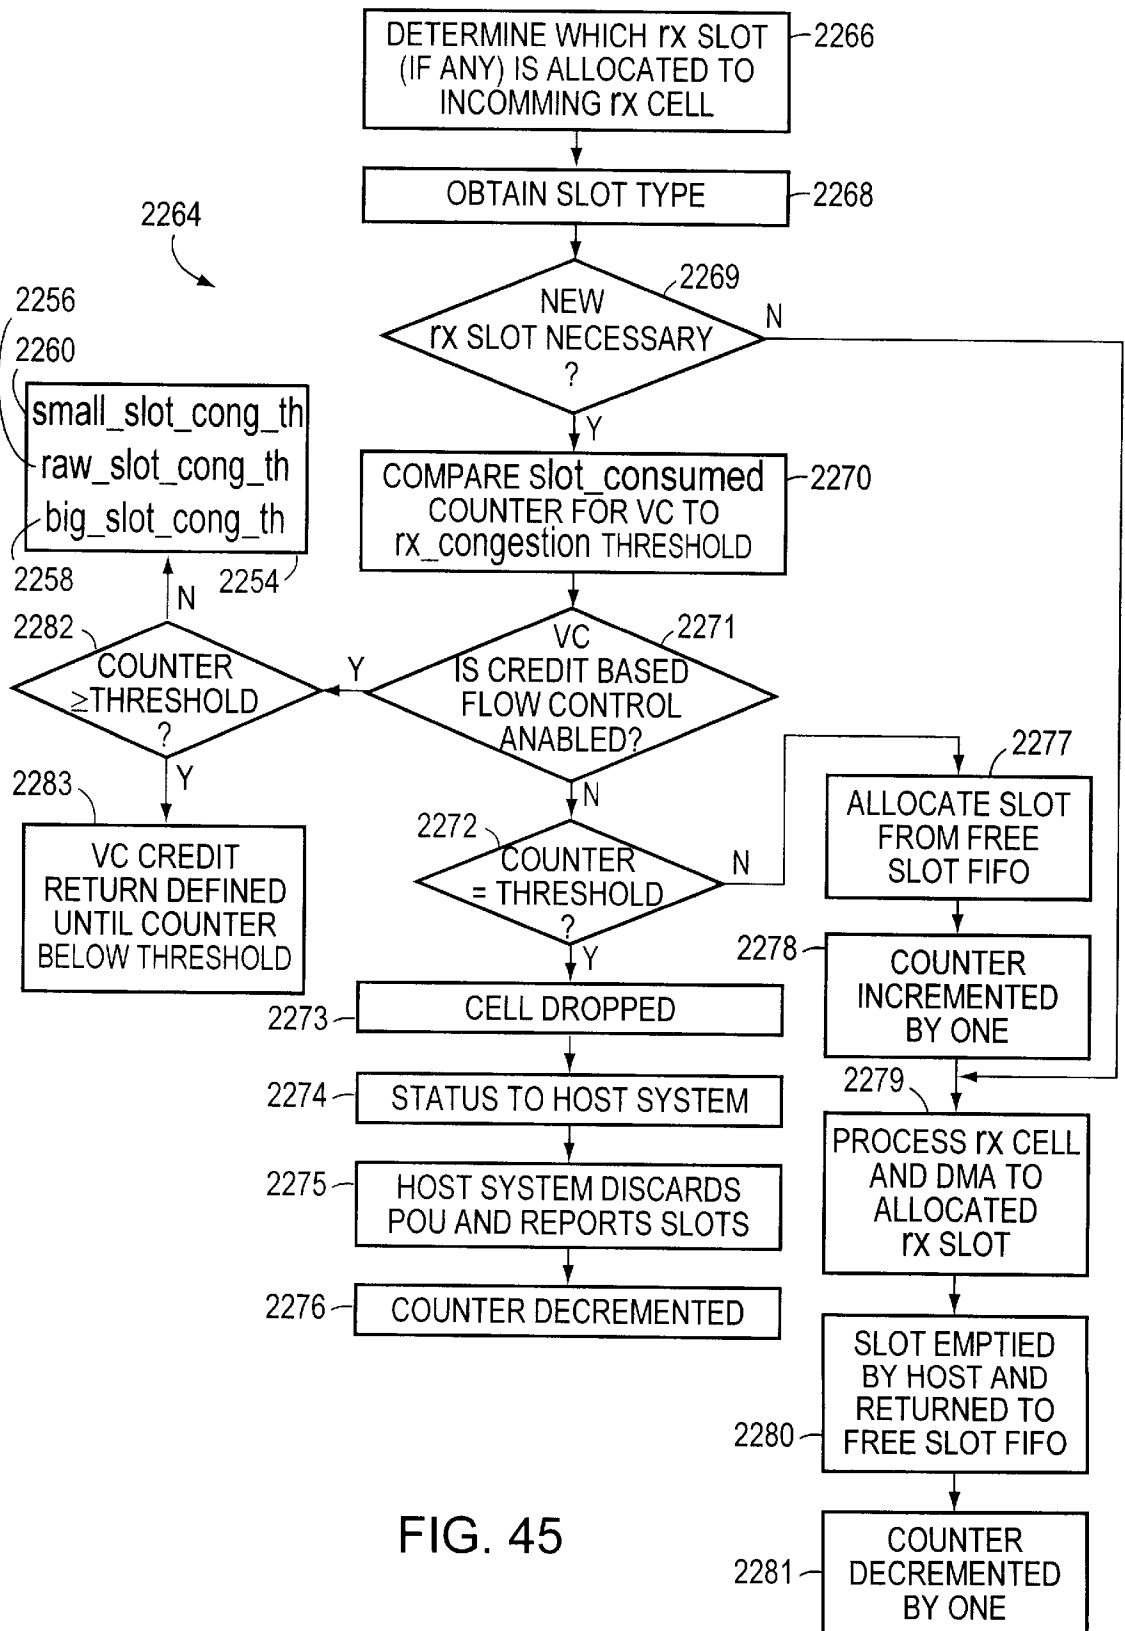 DETERMINE WHICH rx SLOT
(IF ANY) IS ALLOCATED TO
INCOMMING rx CELL
2266
OBTAIN SLOT TYPE
2268
2264
2269
NEW
rx SLOT NECESSARY
?
N
Y
2256
2260
small_slot_cong_th
raw_slot_cong_th
big_slot_cong_th
2258
2254
COMPARE slot_consumed
COUNTER FOR VC TO
rx_congestion THRESHOLD
2270
N
2282
COUNTER
≥THRESHOLD
?
Y
Y
2271
VC
IS CREDIT BASED
FLOW CONTROL
ANABLED?
N
2283
VC CREDIT
RETURN DEFINED
UNTIL COUNTER
BELOW THRESHOLD
2272
COUNTER
= THRESHOLD
?
N
Y
2277
ALLOCATE SLOT
FROM FREE
SLOT FIFO
2278
COUNTER
INCREMENTED
BY ONE
2273
CELL DROPPED
2274
STATUS TO HOST SYSTEM
2275
HOST SYSTEM DISCARDS
POU AND REPORTS SLOTS
2276
COUNTER DECREMENTED
2279
PROCESS rx CELL
AND DMA TO
ALLOCATED
rx SLOT
2280
SLOT EMPTIED
BY HOST AND
RETURNED TO
FREE SLOT FIFO
2281
COUNTER
DECREMENTED
BY ONE
FIG. 45